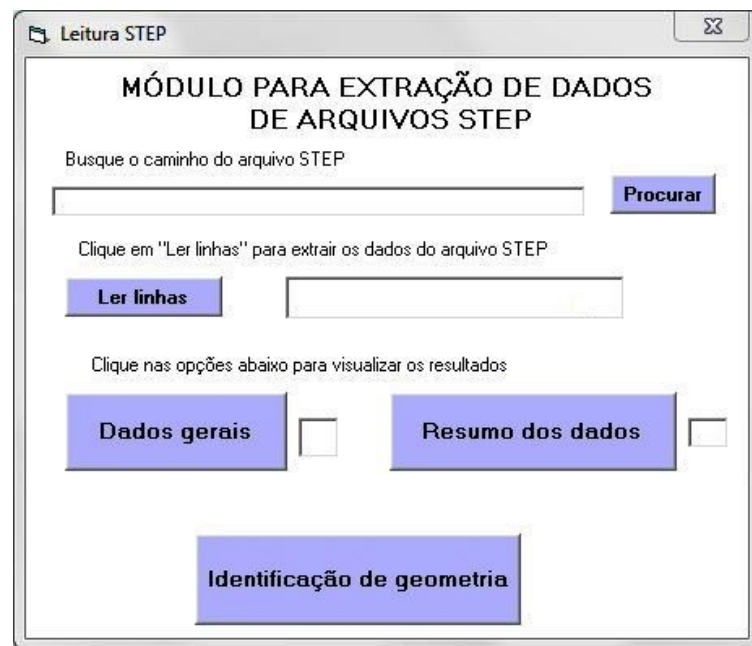 Leitura STEP
MÓDULO PARA EXTRAÇÃO DE DADOS
DE ARQUIVOS STEP
Busque o caminho do arquivo STEP
Procurar
Clique em "Ler linhas" para extrair os dados do arquivo STEP
Ler linhas
Clique nas opções abaixo para visualizar os resultados
Dados gerais
Resumo dos dados
Identificação de geometria